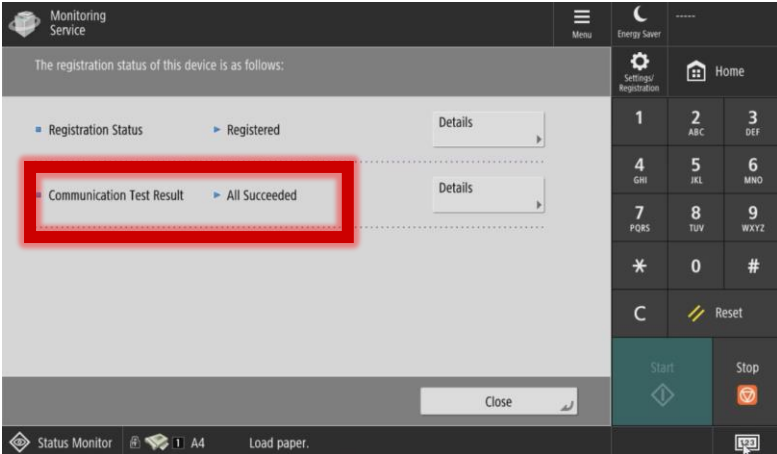 Monitoring
Service
Menu
Energy Saver
-----
The registration status of this device is as follows:
Settings/
Registration
Home
Registration Status
Registered
Details
Communication Test Result
All Succeeded
Details
1
2
ABC
3
DEF
4
GHI
5
JKL
6
MNO
7
PQRS
8
TUV
9
WXYZ
*
0
#
C
Reset
Start
Stop
Close
Status Monitor
1
A4
Load paper.
123